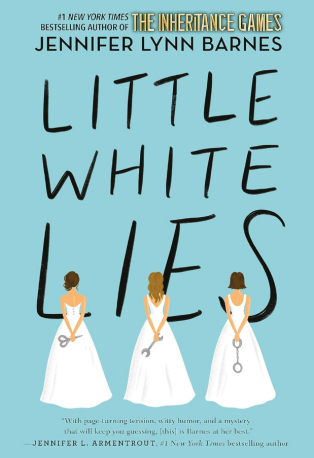 #1 NEW YORK TIMES
BESTSELLING AUTHOR OF THE INHERITANCE GAMES
JENNIFER LYNN BARNES
LITTLE
WHITE
LIES
"With page-turning tension, witty humor, and a mystery
that will keep you guessing, [this] is Barnes at her best."
—JENNIFER L. ARMENTROUT, #1 New York Times bestselling author